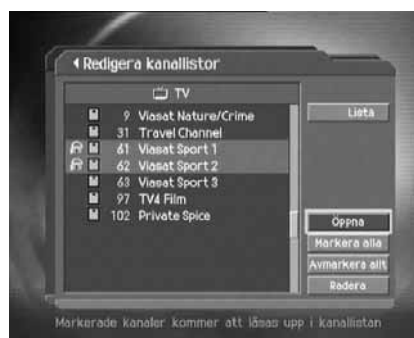 Redigera kanallistor
TV
9 Viasat Nature/Crime
31 Travel Channel
61 Viasat Sport 1
62 Viasat Sport 2
63 Viasat Sport 3
97 TV4 Film
102 Private Spice
Lista
Öppna
Markera alla
Avmarkera allt
Radera
Markerade kanaler kommer att låsas upp i kanallistan